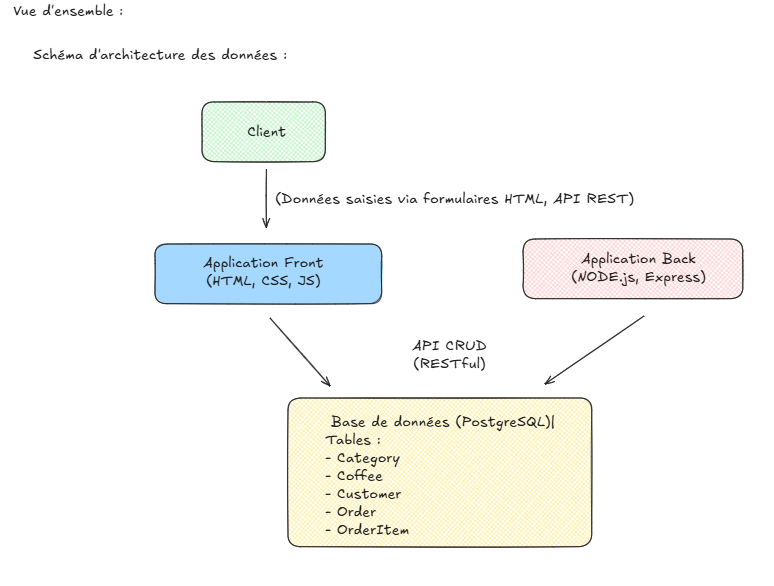 Vue d'ensemble :
Schéma d'architecture des données :
Client
(Données saisies via formulaires HTML, API REST)
Application Front
(HTML, CSS, JS)
Application Back
(NODE.js, Express)
API CRUD
(RESTful)
Base de données (PostgreSQL)|
Tables :
- Category
- Coffee
- Customer
- Order
- OrderItem